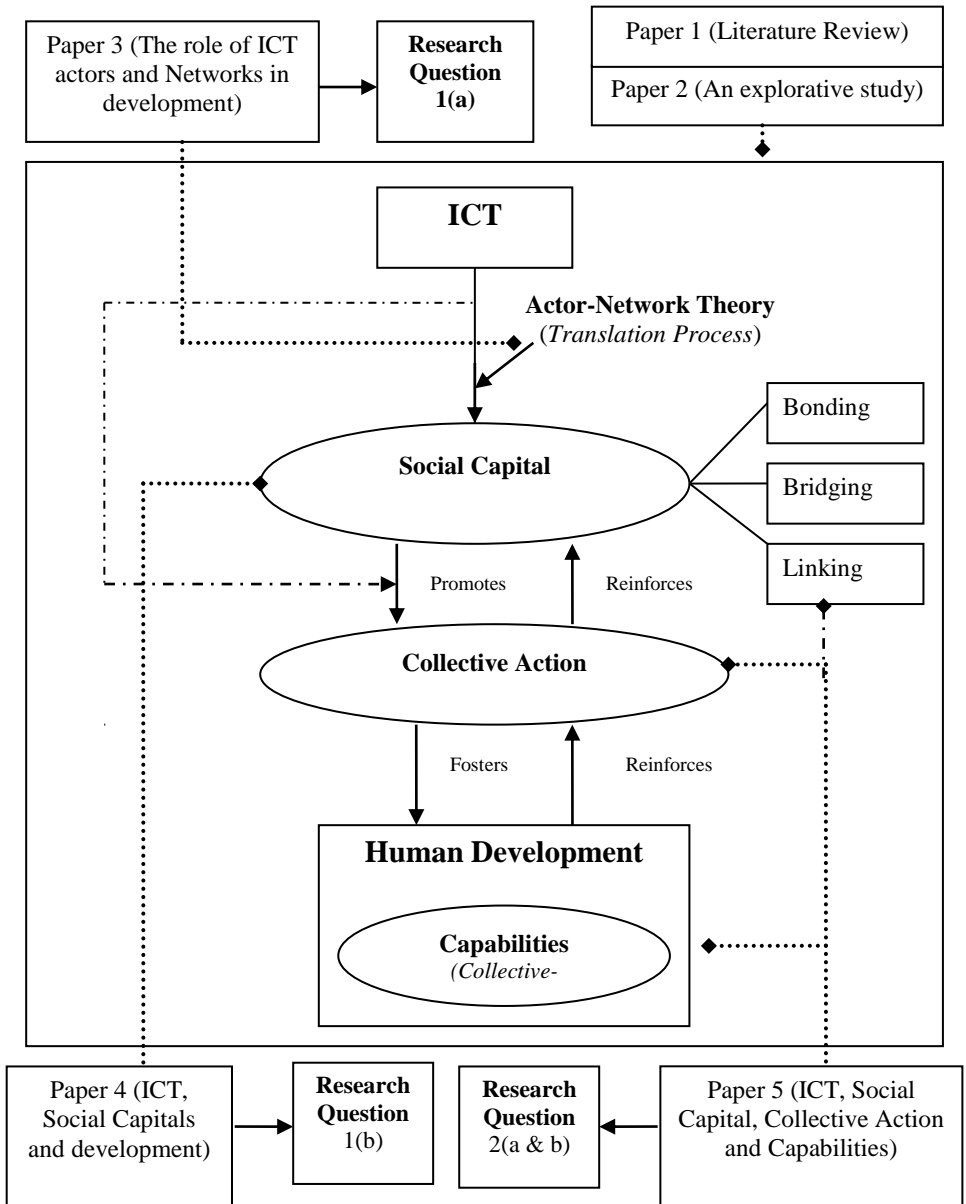 Paper 3 (The role of ICT
actors and Networks in
development)
Research
Question
1(a)
Paper 1 (Literature Review)
Paper 2 (An explorative study)
ICT
Actor-Network Theory
(Translation Process)
Social Capital
Bonding
Bridging
Linking
Promotes
Reinforces
Collective Action
Fosters
Reinforces
Human Development
Capabilities
(Collective-
Paper 4 (ICT,
Social Capitals
and development)
Research
Question
1(b)
Research
Question
2(a & b)
Paper 5 (ICT, Social
Capital, Collective Action
and Capabilities)